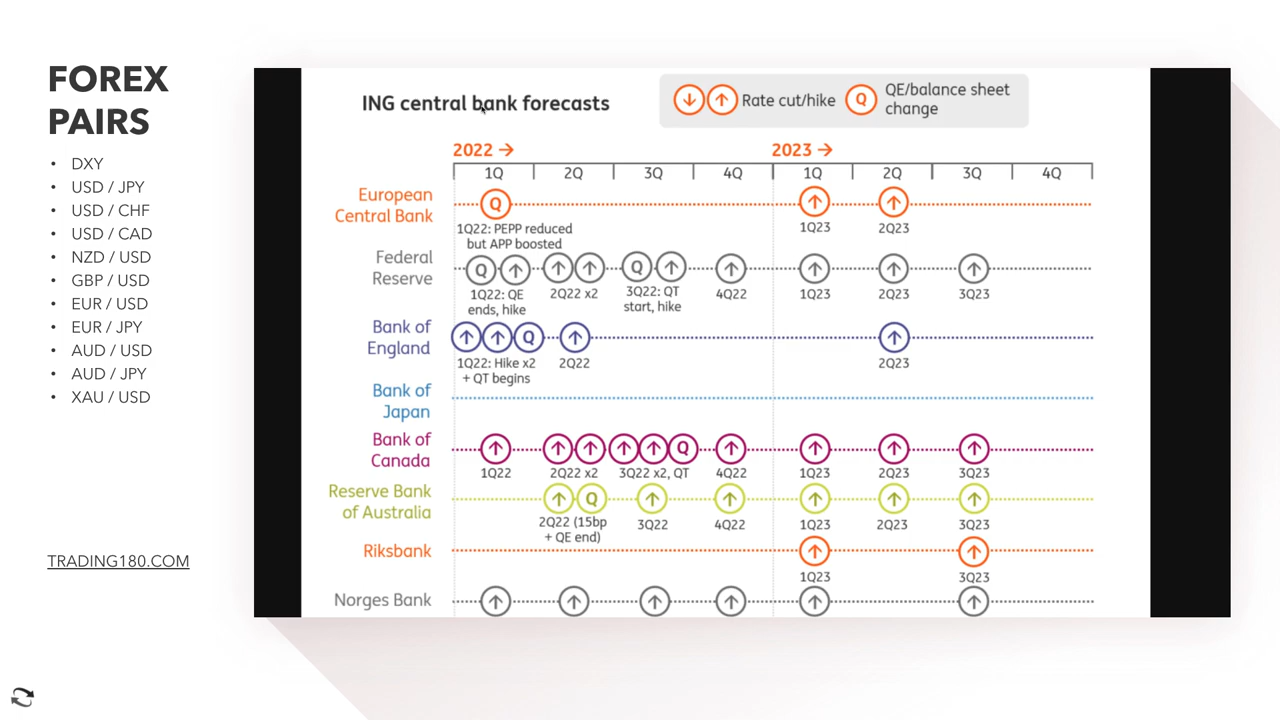 FOREX
PAIRS
• DXY
• USD / JPY
• USD / CHF
• USD / CAD
• NZD / USD
• GBP / USD
• EUR / USD
• EUR / JPY
• AUD / USD
• AUD / JPY
• XAU / USD
TRADING180.COM
ING central bank forecasts
Rate cut/hike
Q
QE/balance sheet
change
2022 → 2023 →
1Q 2Q 3Q 4Q 1Q 2Q 3Q 4Q
European
Central Bank
Q ↑ ↑
1Q22: PEPP reduced
but APP boosted
1Q23 2Q23
Federal
Reserve
Q ↑ ↑ ↑ Q ↑ ↑ ↑ ↑ ↑
1Q22: QE
ends, hike
2Q22 x2
3Q22: QT
start, hike
4Q22 1Q23 2Q23 3Q23
Bank of
England
↑ ↑ Q ↑ ↑
1Q22: Hike x2
+ QT begins
2Q22 2Q23
Bank of
Japan
Bank of
Canada
↑ ↑ ↑ ↑ ↑ Q ↑ ↑ ↑ ↑
1Q22 2Q22 x2 3Q22 x2, QT 4Q22 1Q23 2Q23 3Q23
Reserve Bank
of Australia
↑ Q ↑ ↑ ↑ ↑ ↑
2Q22 (15bp
+ QE end)
3Q22 4Q22 1Q23 2Q23 3Q23
Riksbank
↑ ↑
1Q23 3Q23
Norges Bank
↑ ↑ ↑ ↑ ↑ ↑